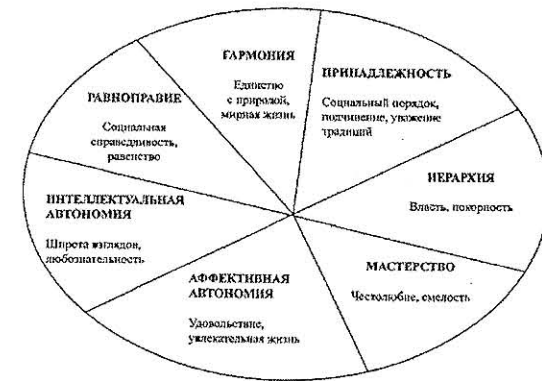 ГАРМОНИЯ
Единство
с природой,
мирная жизнь
ПРИНАДЛЕЖНОСТЬ
Социальный порядок,
подчинение, уважение
традиций
ИЕРАРХИЯ
Власть, покорность
МАСТЕРСТВО
Честолюбие, смелость
АФФЕКТИВНАЯ
АВТОНОМИЯ
Удовольствие,
увлекательная жизнь
ИНТЕЛЛЕКТУАЛЬНАЯ
АВТОНОМИЯ
Широта взглядов,
любознательность
РАВНОПРАВИЕ
Социальная
справедливость,
равенство